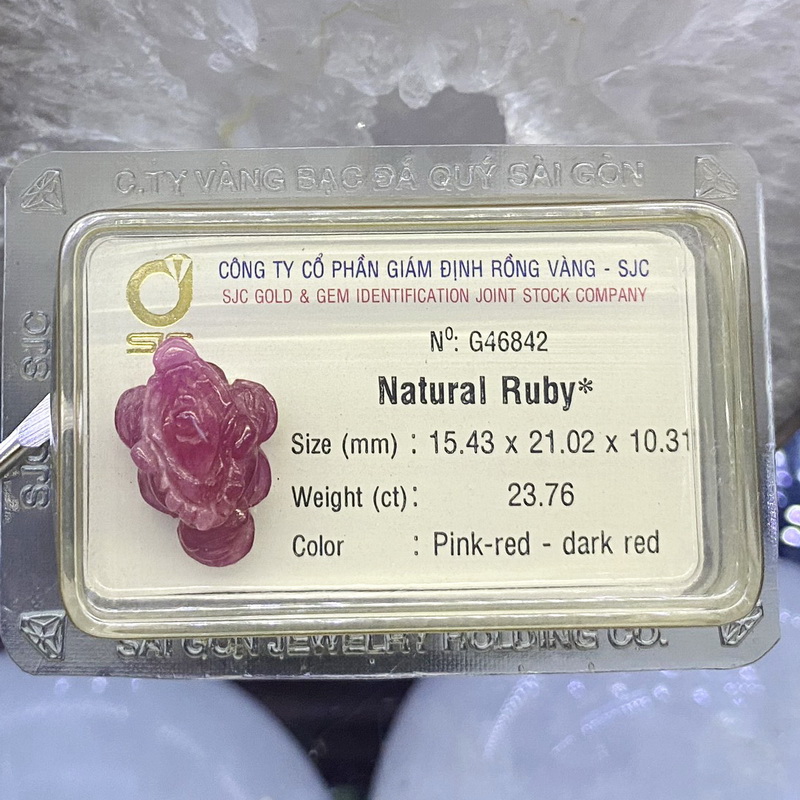 C.TY VÀNG BẠC ĐÁ QUÝ SÀI GÒN
SJC
SJC
CÔNG TY CỔ PHẦN GIÁM ĐỊNH RỒNG VÀNG - SJC
SJC GOLD & GEM IDENTIFICATION JOINT STOCK COMPANY
Nº: G46842
Natural Ruby*
Size (mm) : 15.43 x 21.02 x 10.31
Weight (ct): 23.76
Color : Pink-red - dark red
SAI GON JEWELRY HOLDING CO.